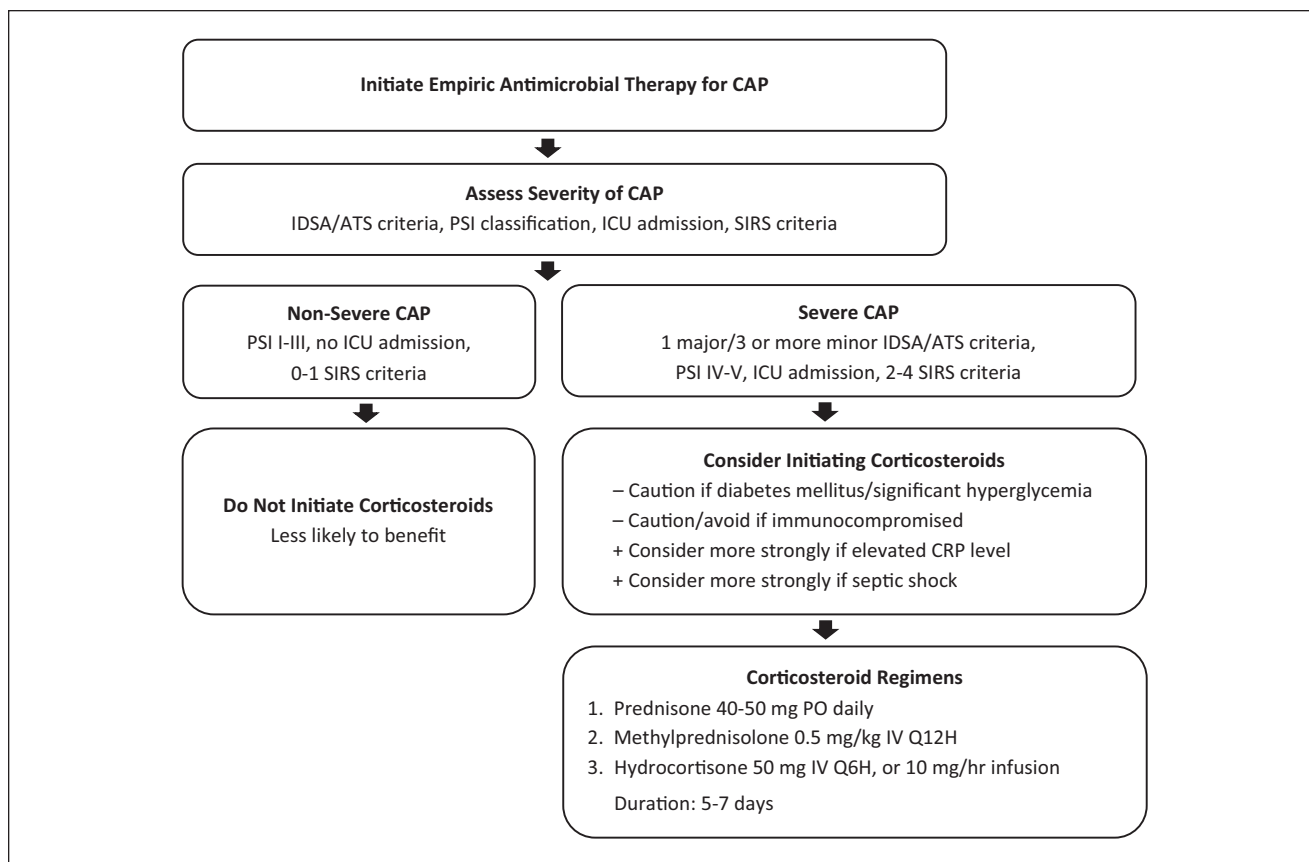 Initiate Empiric Antimicrobial Therapy for CAP
Assess Severity of CAP
IDSA/ATS criteria, PSI classification, ICU admission, SIRS criteria
Non-Severe CAP
PSI I-III, no ICU admission,
0-1 SIRS criteria
Severe CAP
1 major/3 or more minor IDSA/ATS criteria,
PSI IV-V, ICU admission, 2-4 SIRS criteria
Do Not Initiate Corticosteroids
Less likely to benefit
Consider Initiating Corticosteroids
– Caution if diabetes mellitus/significant hyperglycemia
– Caution/avoid if immunocompromised
+ Consider more strongly if elevated CRP level
+ Consider more strongly if septic shock
Corticosteroid Regimens
1. Prednisone 40-50 mg PO daily
2. Methylprednisolone 0.5 mg/kg IV Q12H
3. Hydrocortisone 50 mg IV Q6H, or 10 mg/hr infusion
Duration: 5-7 days